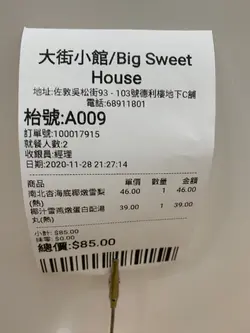 大街小館/Big Sweet
House
地址:佐敦吳松街93 - 103號德利樓地下C舖
電話:68911801
枱號:A009
訂單號:100017915
就餐人數:2
收銀員:經理
日期:2020-11-28 21:27:14
商品 單價 數量 金額
南北杏海底椰燉雪梨 46.00 1 46.00
(熱)
椰汁雪燕燉蛋白配湯 39.00 1 39.00
丸(熱)
小計: $85.00
抹零: $0.00
總價:$85.00